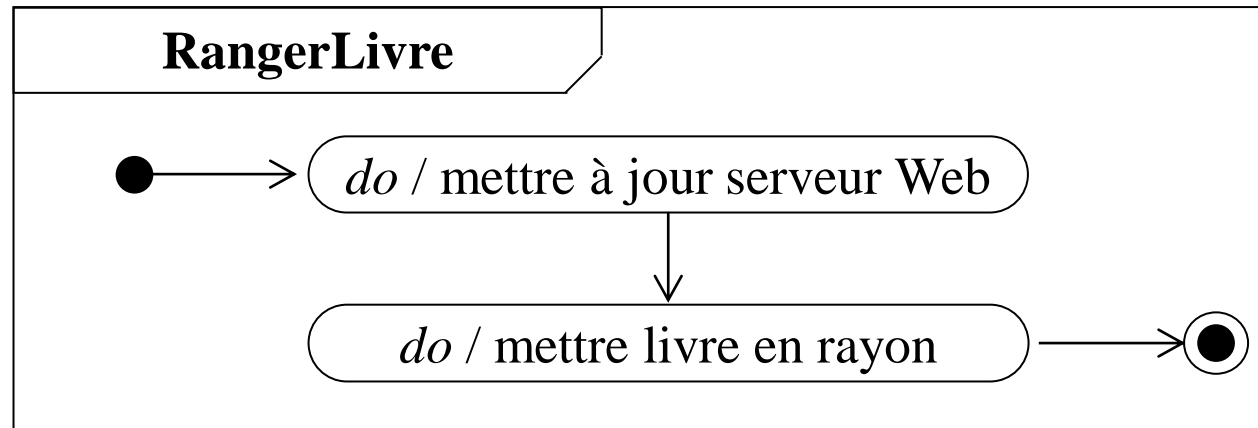 RangerLivre
do / mettre à jour serveur Web
do / mettre livre en rayon